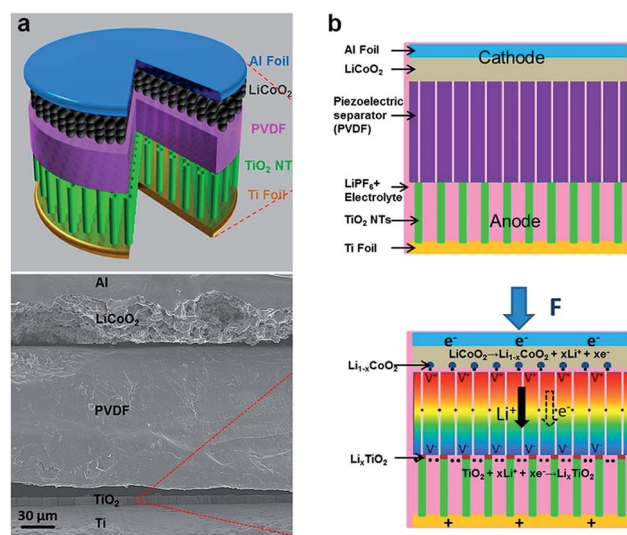 a
Al Foil
LiCoO₂
PVDF
TiO₂ NT
Ti Foil
Al
LiCoO₂
PVDF
TiO₂
30 μm
Ti
b
Al Foil
Cathode
LiCoO₂
Piezoelectric
separator
(PVDF)
LiPF₆+
Electrolyte
TiO₂ NTs
Anode
Ti Foil
F
e⁻ e⁻ e⁻
LiCoO₂→Li₁₋ₓCoO₂ + xLi⁺ + xe⁻
Li₁₋ₓCoO₂
V⁺ V⁺ V⁺ V⁺ V⁺ V⁺
Li⁺ e⁻
V⁻ V⁻ V⁻ V⁻ V⁻ V⁻
LiₓTiO₂
TiO₂ + xLi⁺ + xe⁻→LiₓTiO₂
+ + +